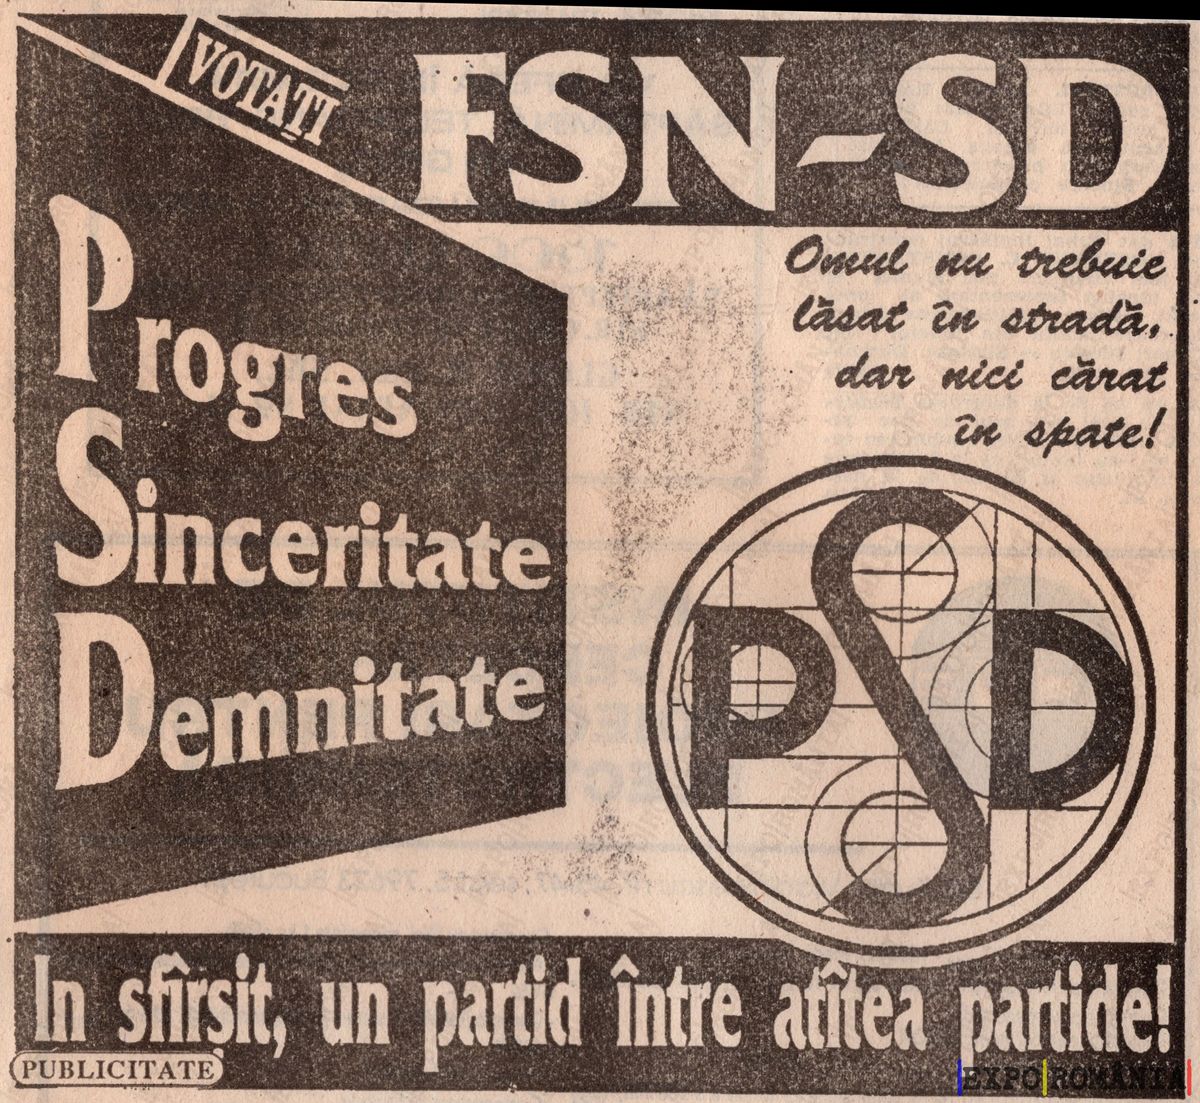 VOTAȚI
FSN-SD
Progres
Sinceritate
Demnitate
Omul nu trebuie
lăsat în stradă,
dar nici cărat
în spate!
PSD
In sfîrşit, un partid între atîtea partide!
PUBLICITATE
EXPO ROMÂNIA